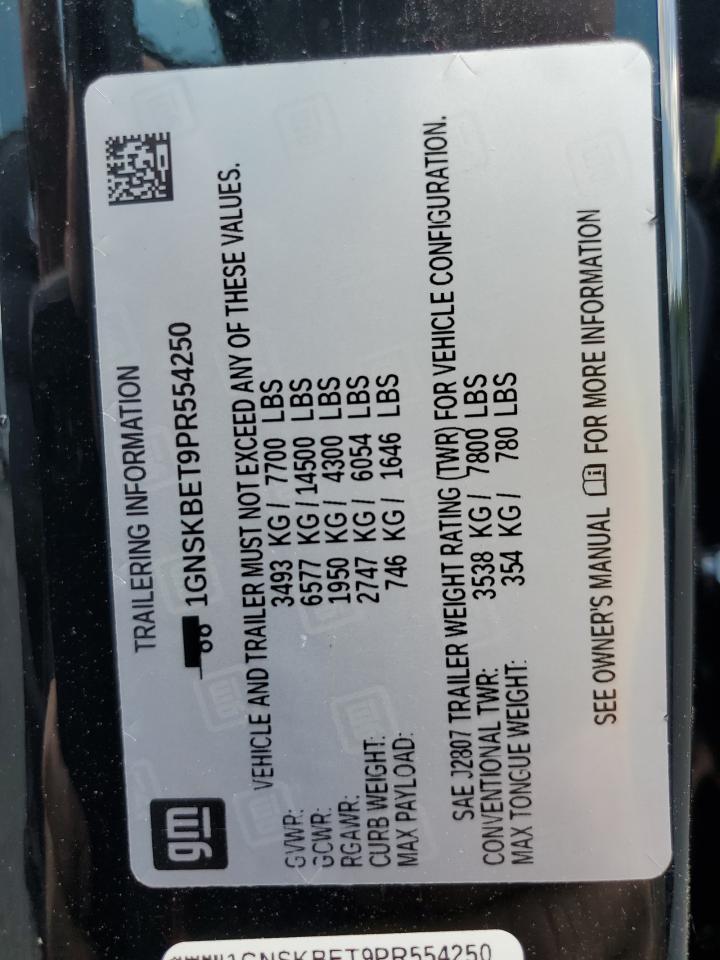 gm
TRAILERING INFORMATION
1GNSKBET9PR554250
VEHICLE AND TRAILER MUST NOT EXCEED ANY OF THESE VALUES.
GVWR: 3493 KG / 7700 LBS
GCWR: 6577 KG / 14500 LBS
RGAWR: 1950 KG / 4300 LBS
CURB WEIGHT: 2747 KG / 6054 LBS
MAX PAYLOAD: 746 KG / 1646 LBS
SAE J2807 TRAILER WEIGHT RATING (TWR) FOR VEHICLE CONFIGURATION.
CONVENTIONAL TWR: 3538 KG / 7800 LBS
MAX TONGUE WEIGHT: 354 KG / 780 LBS
SEE OWNER'S MANUAL FOR MORE INFORMATION
1GNSKBET9PR554250